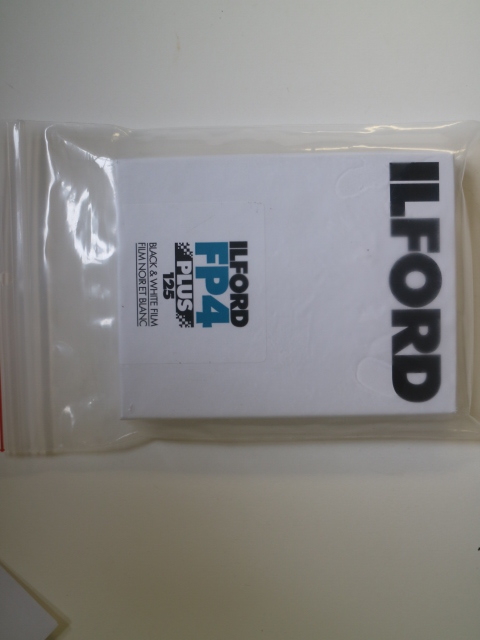 ILFORD
ILFORD
FP4
PLUS
125
BLACK & WHITE FILM
FILM NOIR ET BLANC